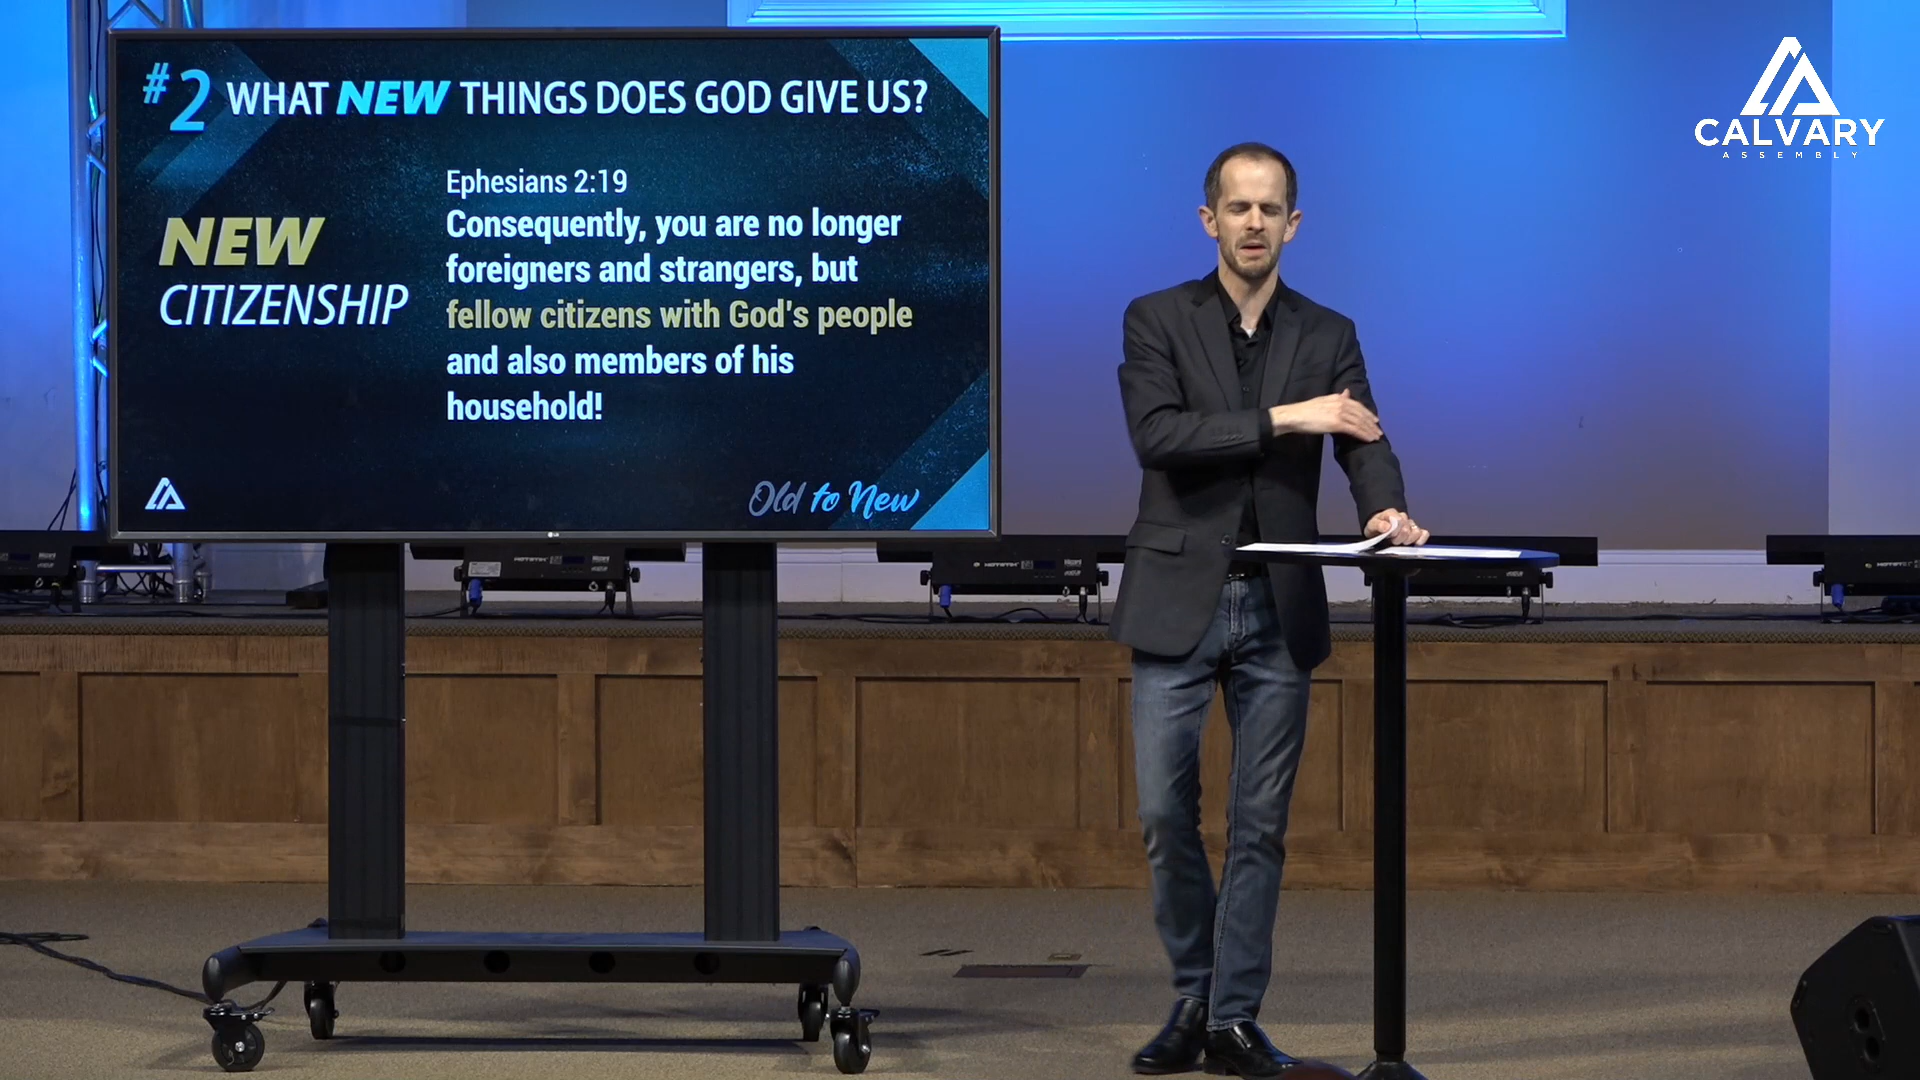 #2 WHAT NEW THINGS DOES GOD GIVE US?
NEW
CITIZENSHIP
Ephesians 2:19
Consequently, you are no longer
foreigners and strangers, but
fellow citizens with God's people
and also members of his
household!
Old to New
LG
CALVARY
ASSEMBLY